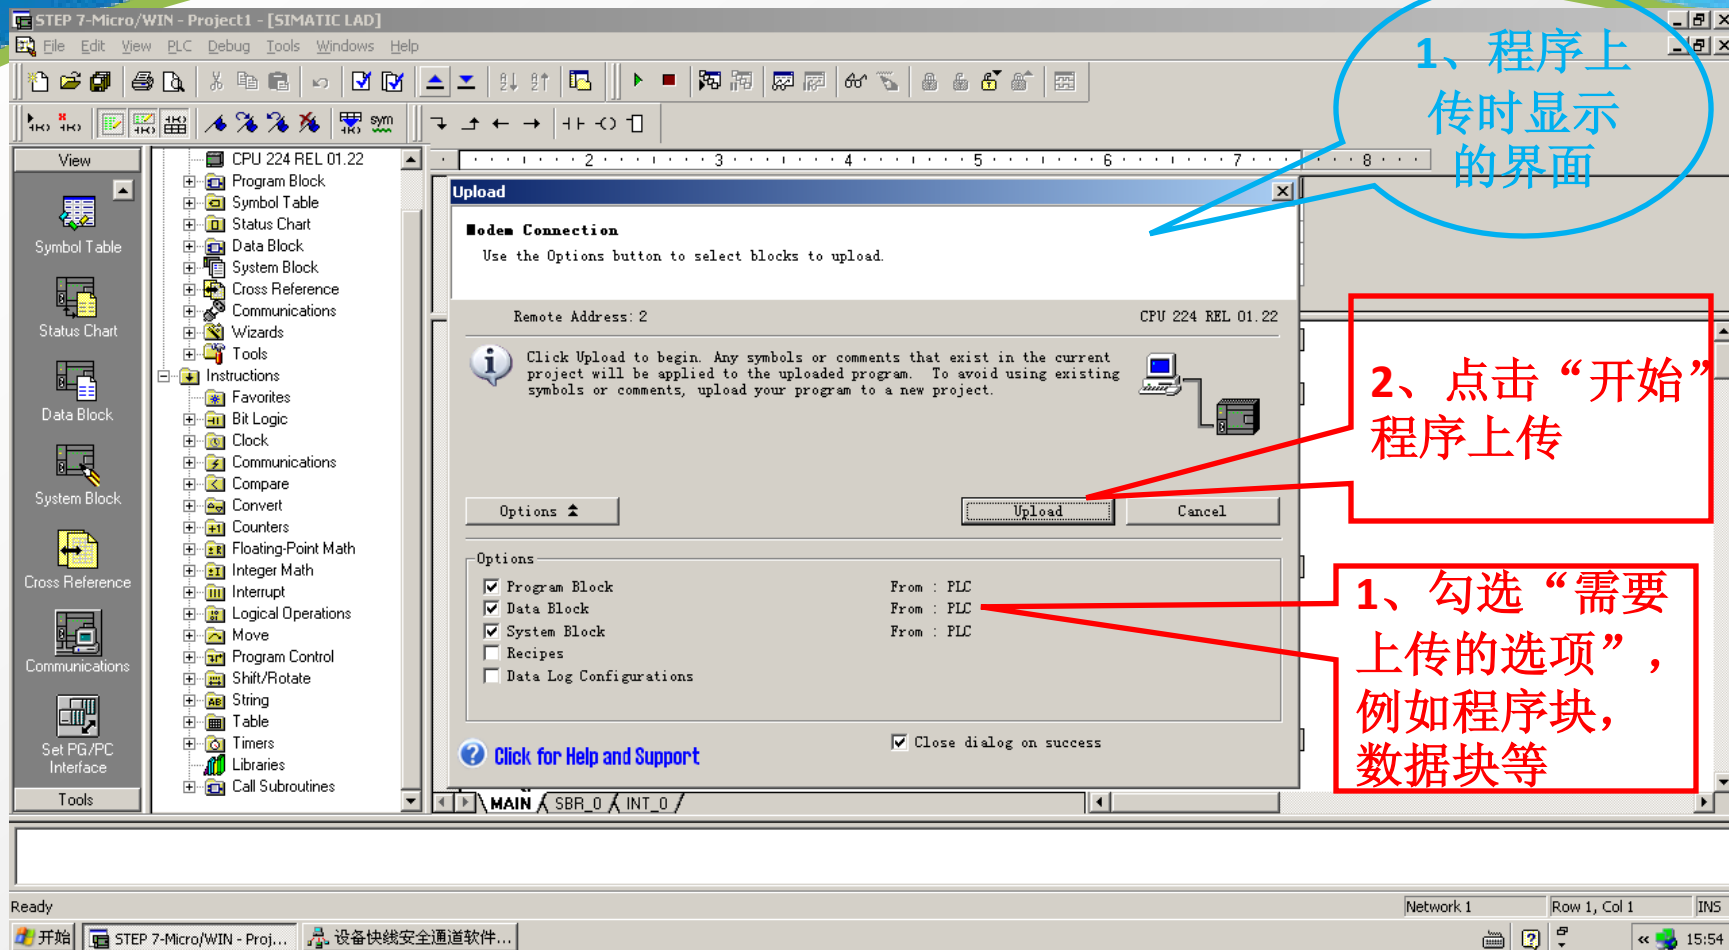 STEP 7-Micro/WIN - Project1 - [SIMATIC LAD]
File Edit View PLC Debug Tools Windows Help
sym
1、程序上
传时显示
的界面
View
Symbol Table
Status Chart
Data Block
System Block
Cross Reference
Communications
Set PG/PC
Interface
Tools
CPU 224 REL 01.22
Program Block
Symbol Table
Status Chart
Data Block
System Block
Cross Reference
Communications
Wizards
Tools
Instructions
Favorites
Bit Logic
Clock
Communications
Compare
Convert
Counters
Floating-Point Math
Integer Math
Interrupt
Logical Operations
Move
Program Control
Shift/Rotate
String
Table
Timers
Libraries
Call Subroutines
2 3 4 5 6 7 8
Upload
Modem Connection
Use the Options button to select blocks to upload.
Remote Address: 2 CPU 224 REL 01.22
Click Upload to begin. Any symbols or comments that exist in the current
project will be applied to the uploaded program. To avoid using existing
symbols or comments, upload your program to a new project.
Options Upload Cancel
Options
Program Block From : PLC
Data Block From : PLC
System Block From : PLC
Recipes
Data Log Configurations
Click for Help and Support
Close dialog on success
2、点击“开始”
程序上传
1、勾选“需要
上传的选项”，
例如程序块，
数据块等
MAIN SBR_0 INT_0
Ready Network 1 Row 1, Col 1 INS
开始 STEP 7-Micro/WIN - Proj... 设备快线安全通道软件... 15:54